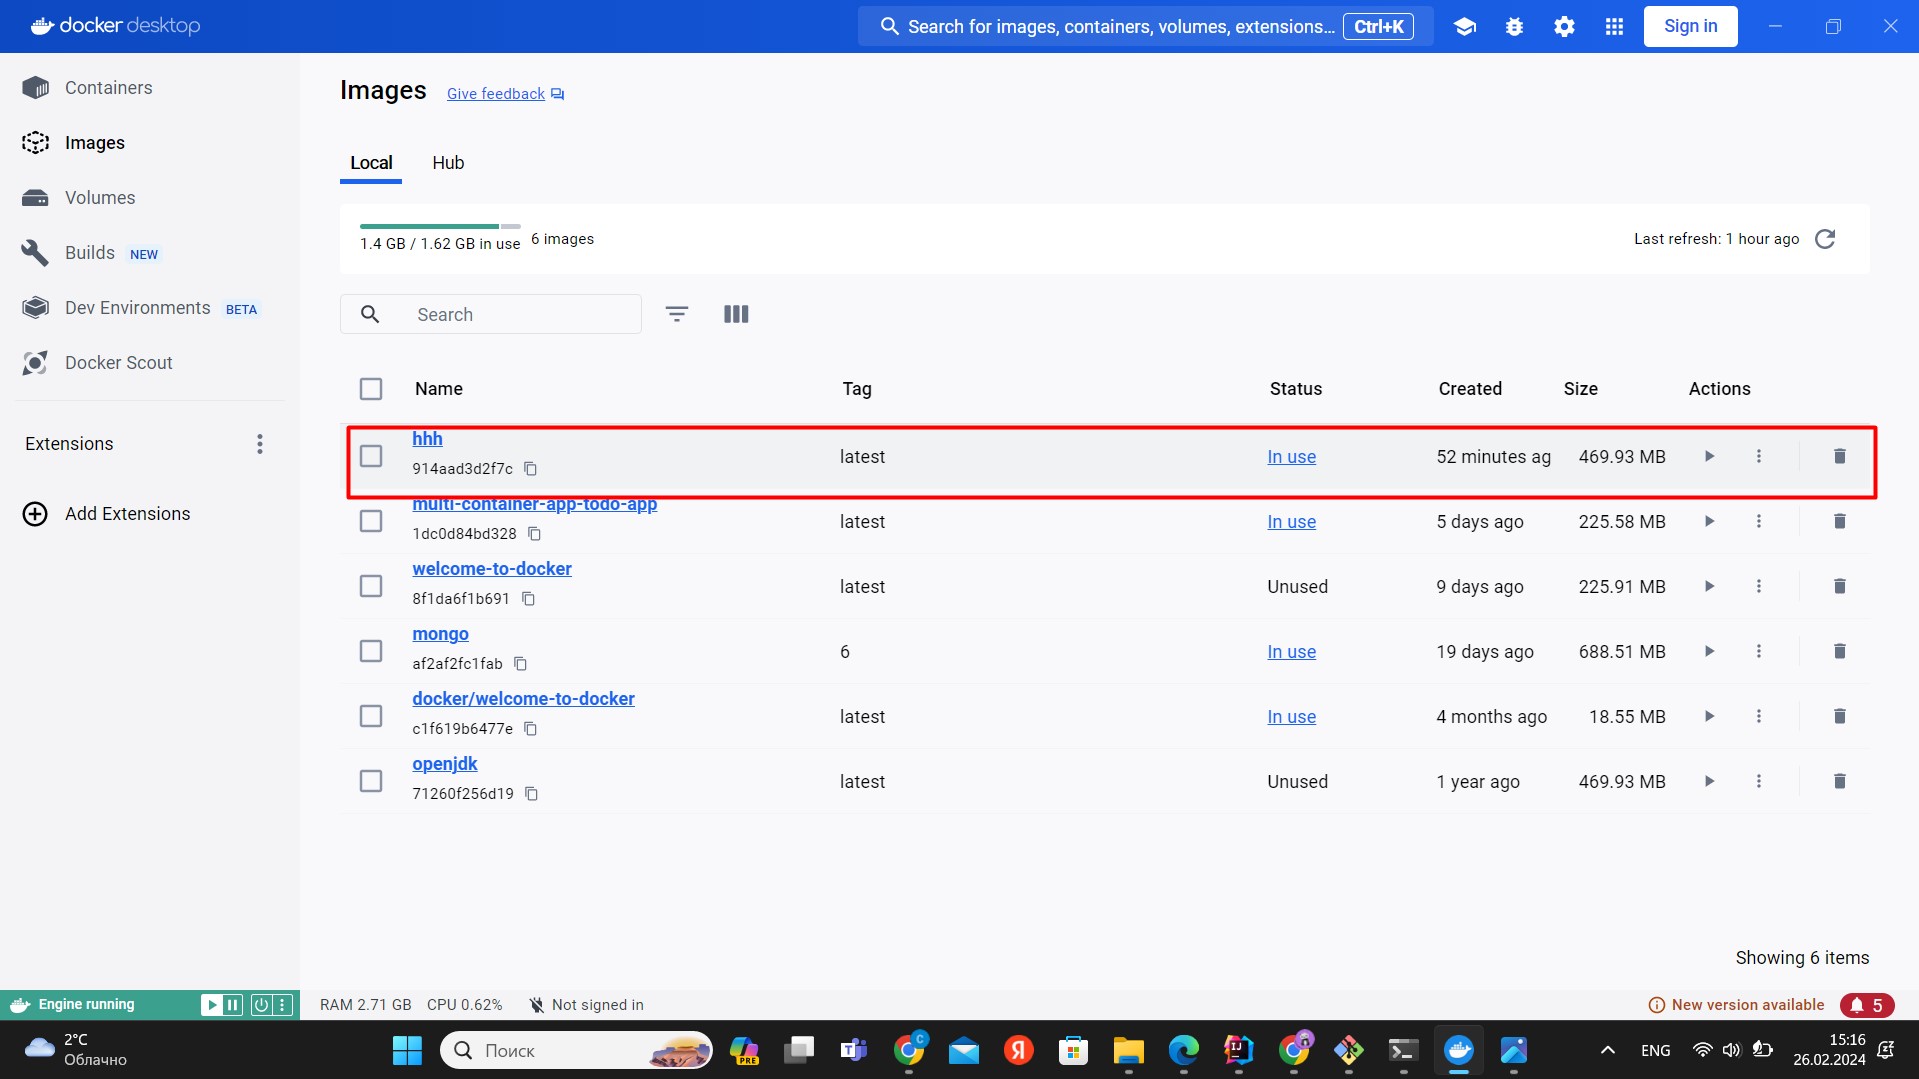 docker desktop
Search for images, containers, volumes, extensions... Ctrl+K
Sign in
Containers
Images
Volumes
Builds NEW
Dev Environments BETA
Docker Scout
Extensions
Add Extensions
Images Give feedback
Local Hub
1.4 GB / 1.62 GB in use 6 images
Last refresh: 1 hour ago
Search
Name Tag Status Created Size Actions
hhh
914aad3d2f7c
latest In use 52 minutes ag 469.93 MB
multi-container-app-todo-app
1dc0d84bd328
latest In use 5 days ago 225.58 MB
welcome-to-docker
8f1da6f1b691
latest Unused 9 days ago 225.91 MB
mongo
af2af2fc1fab
6 In use 19 days ago 688.51 MB
docker/welcome-to-docker
c1f619b6477e
latest In use 4 months ago 18.55 MB
openjdk
71260f256d19
latest Unused 1 year ago 469.93 MB
Showing 6 items
Engine running
RAM 2.71 GB CPU 0.62% Not signed in
New version available 5
2°C
Облачно
Поиск
PRE
C
Я
IJ
ENG
15:16
26.02.2024